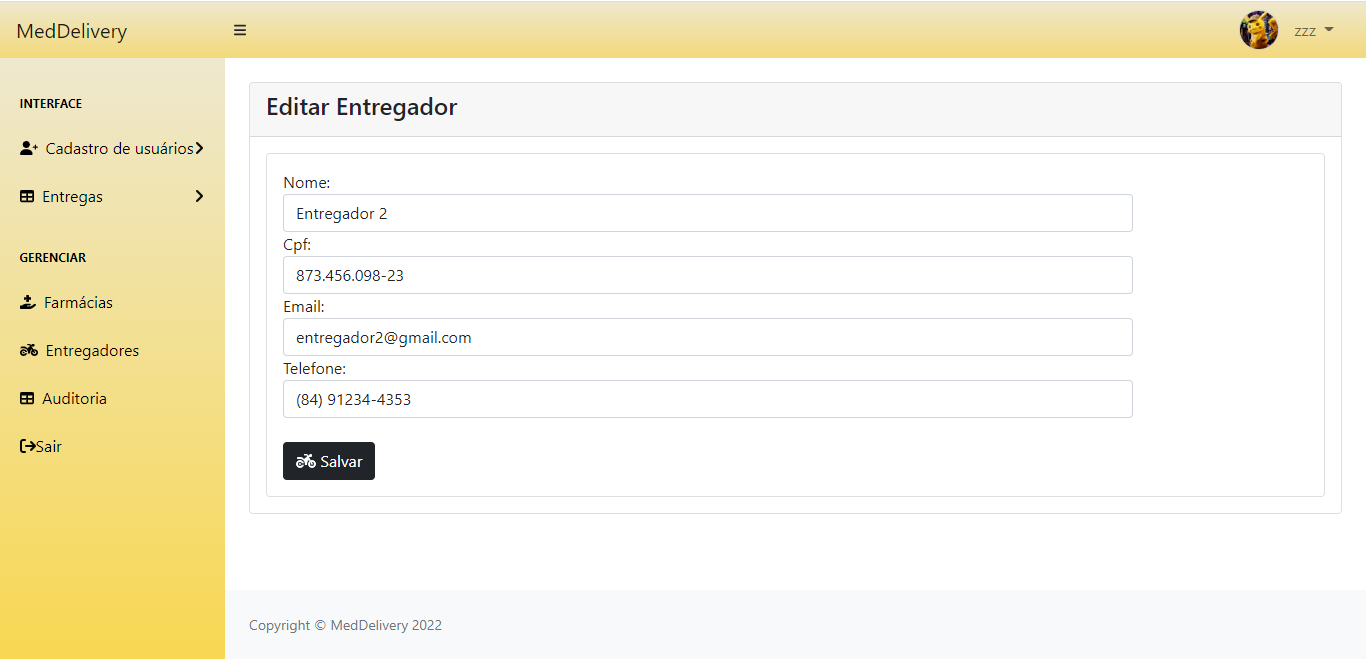 MedDelivery
zzz
INTERFACE
Cadastro de usuários
Entregas
GERENCIAR
Farmácias
Entregadores
Auditoria
Sair
Editar Entregador
Nome:
Entregador 2
Cpf:
873.456.098-23
Email:
entregador2@gmail.com
Telefone:
(84) 91234-4353
Salvar
Copyright © MedDelivery 2022